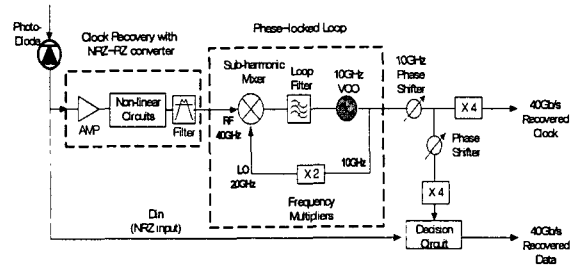 Photo-
Diode
Clock Recovery with
NRZ-RZ converter
AMP
Non-linear
Circuits
Filter
Phase-locked Loop
Sub-harmonic
Mixer
Loop
Filter
10GHz
VCO
RF
40GHz
LO
20GHz
10GHz
X 2
Frequency
Multipliers
10GHz
Phase
Shifter
X 4
40Gb/s
Recovered
Clock
Phase
Shifter
X 4
Din
(NRZ input)
Decision
Circuit
40Gb/s
Recovered
Data